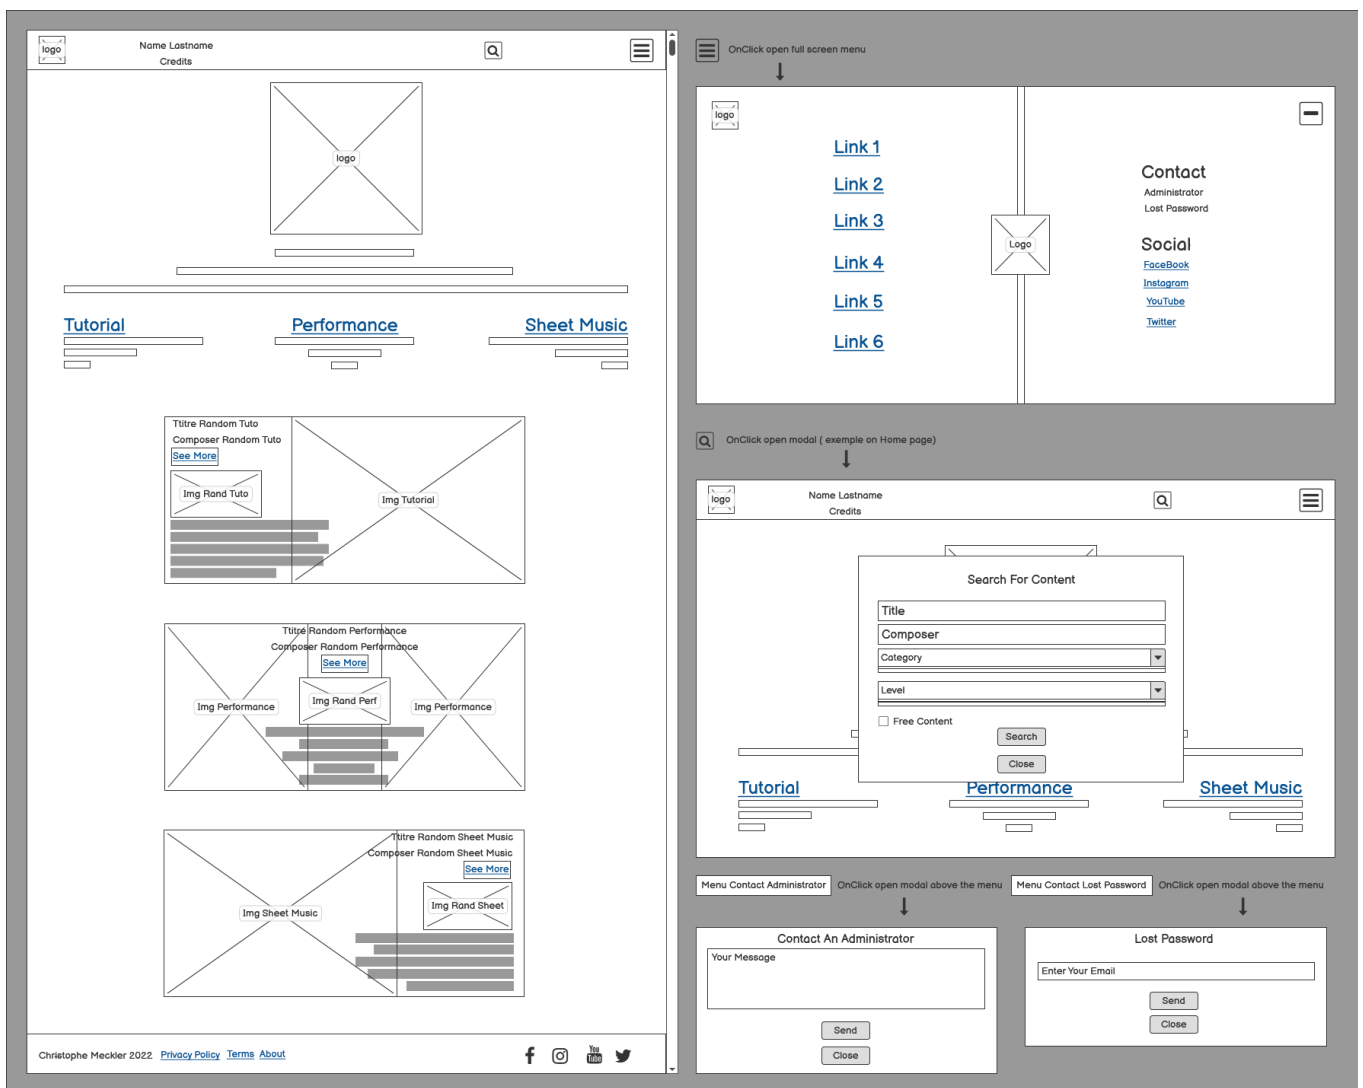 logo
Name Lastname
Credits
logo
Tutorial
Performance
Sheet Music
Ttitre Random Tuto
Composer Random Tuto
See More
Img Rand Tuto
Img Tutorial
Ttitre Random Performance
Composer Random Performance
See More
Img Performance
Img Rand Perf
Img Performance
Ttitre Random Sheet Music
Composer Random Sheet Music
See More
Img Sheet Music
Img Rand Sheet
Christophe Meckler 2022 Privacy Policy Terms About
You Tube
OnClick open full screen menu
logo
Link 1
Link 2
Link 3
Link 4
Link 5
Link 6
Logo
Contact
Administrator
Lost Password
Social
FaceBook
Instagram
YouTube
Twitter
OnClick open modal ( exemple on Home page)
logo
Name Lastname
Credits
Search For Content
Title
Composer
Category
Level
Free Content
Search
Close
Tutorial
Performance
Sheet Music
Menu Contact Administrator
OnClick open modal above the menu
Contact An Administrator
Your Message
Send
Close
Menu Contact Lost Password
OnClick open modal above the menu
Lost Password
Enter Your Email
Send
Close